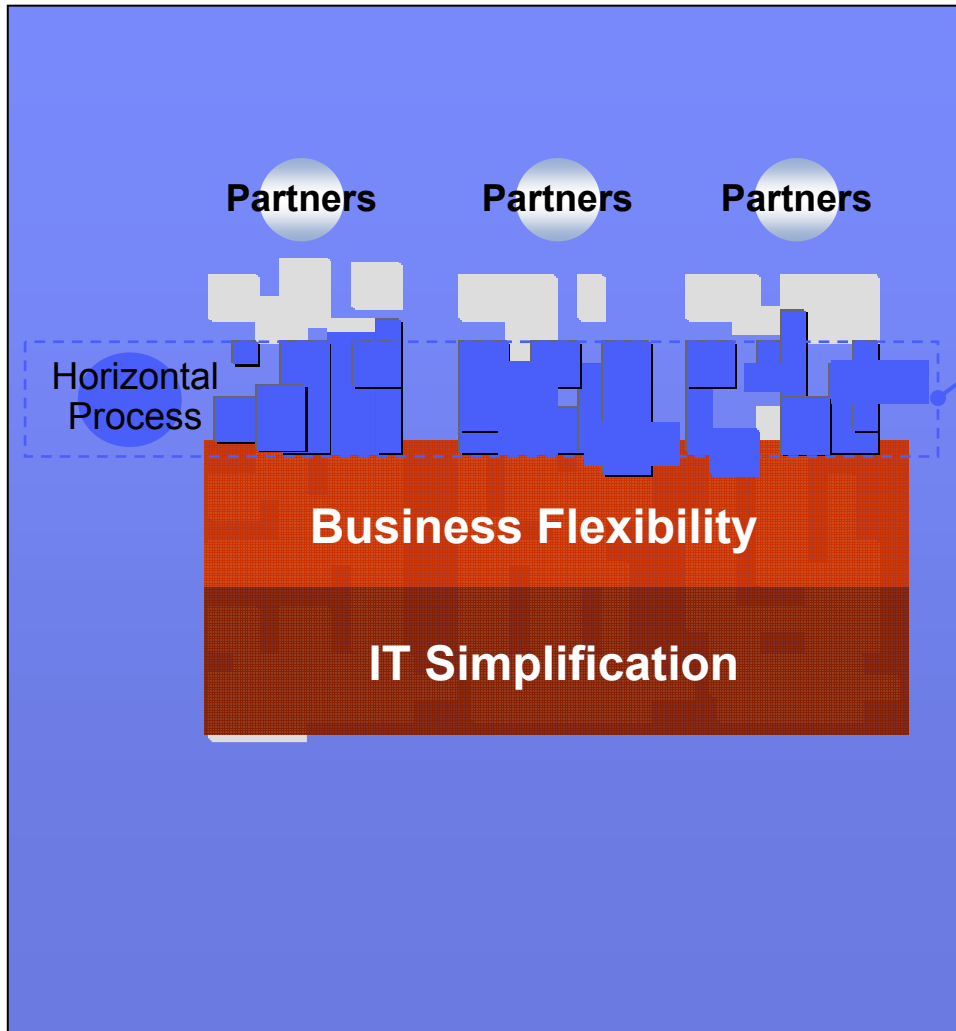 Partners Partners Partners
Horizontal
Process
Business Flexibility
IT Simplification